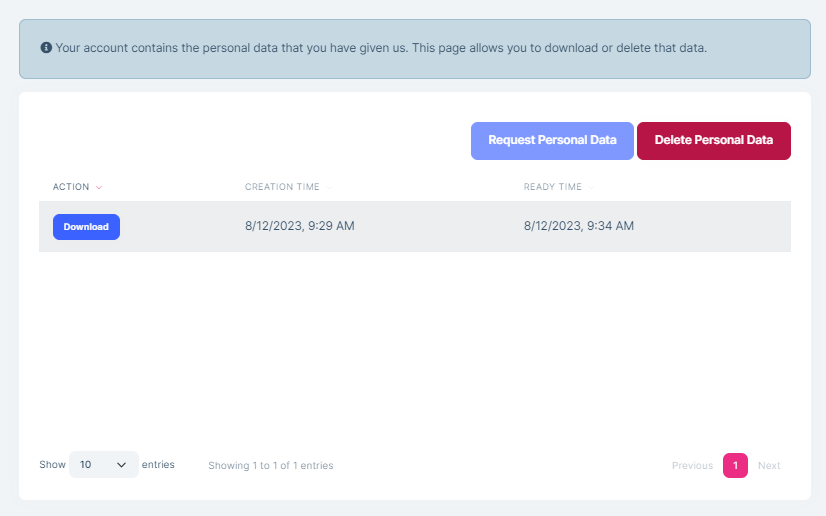 Your account contains the personal data that you have given us. This page allows you to download or delete that data.
Request Personal Data Delete Personal Data
ACTION CREATION TIME READY TIME
Download 8/12/2023, 9:29 AM 8/12/2023, 9:34 AM
Show 10 entries Showing 1 to 1 of 1 entries Previous 1 Next